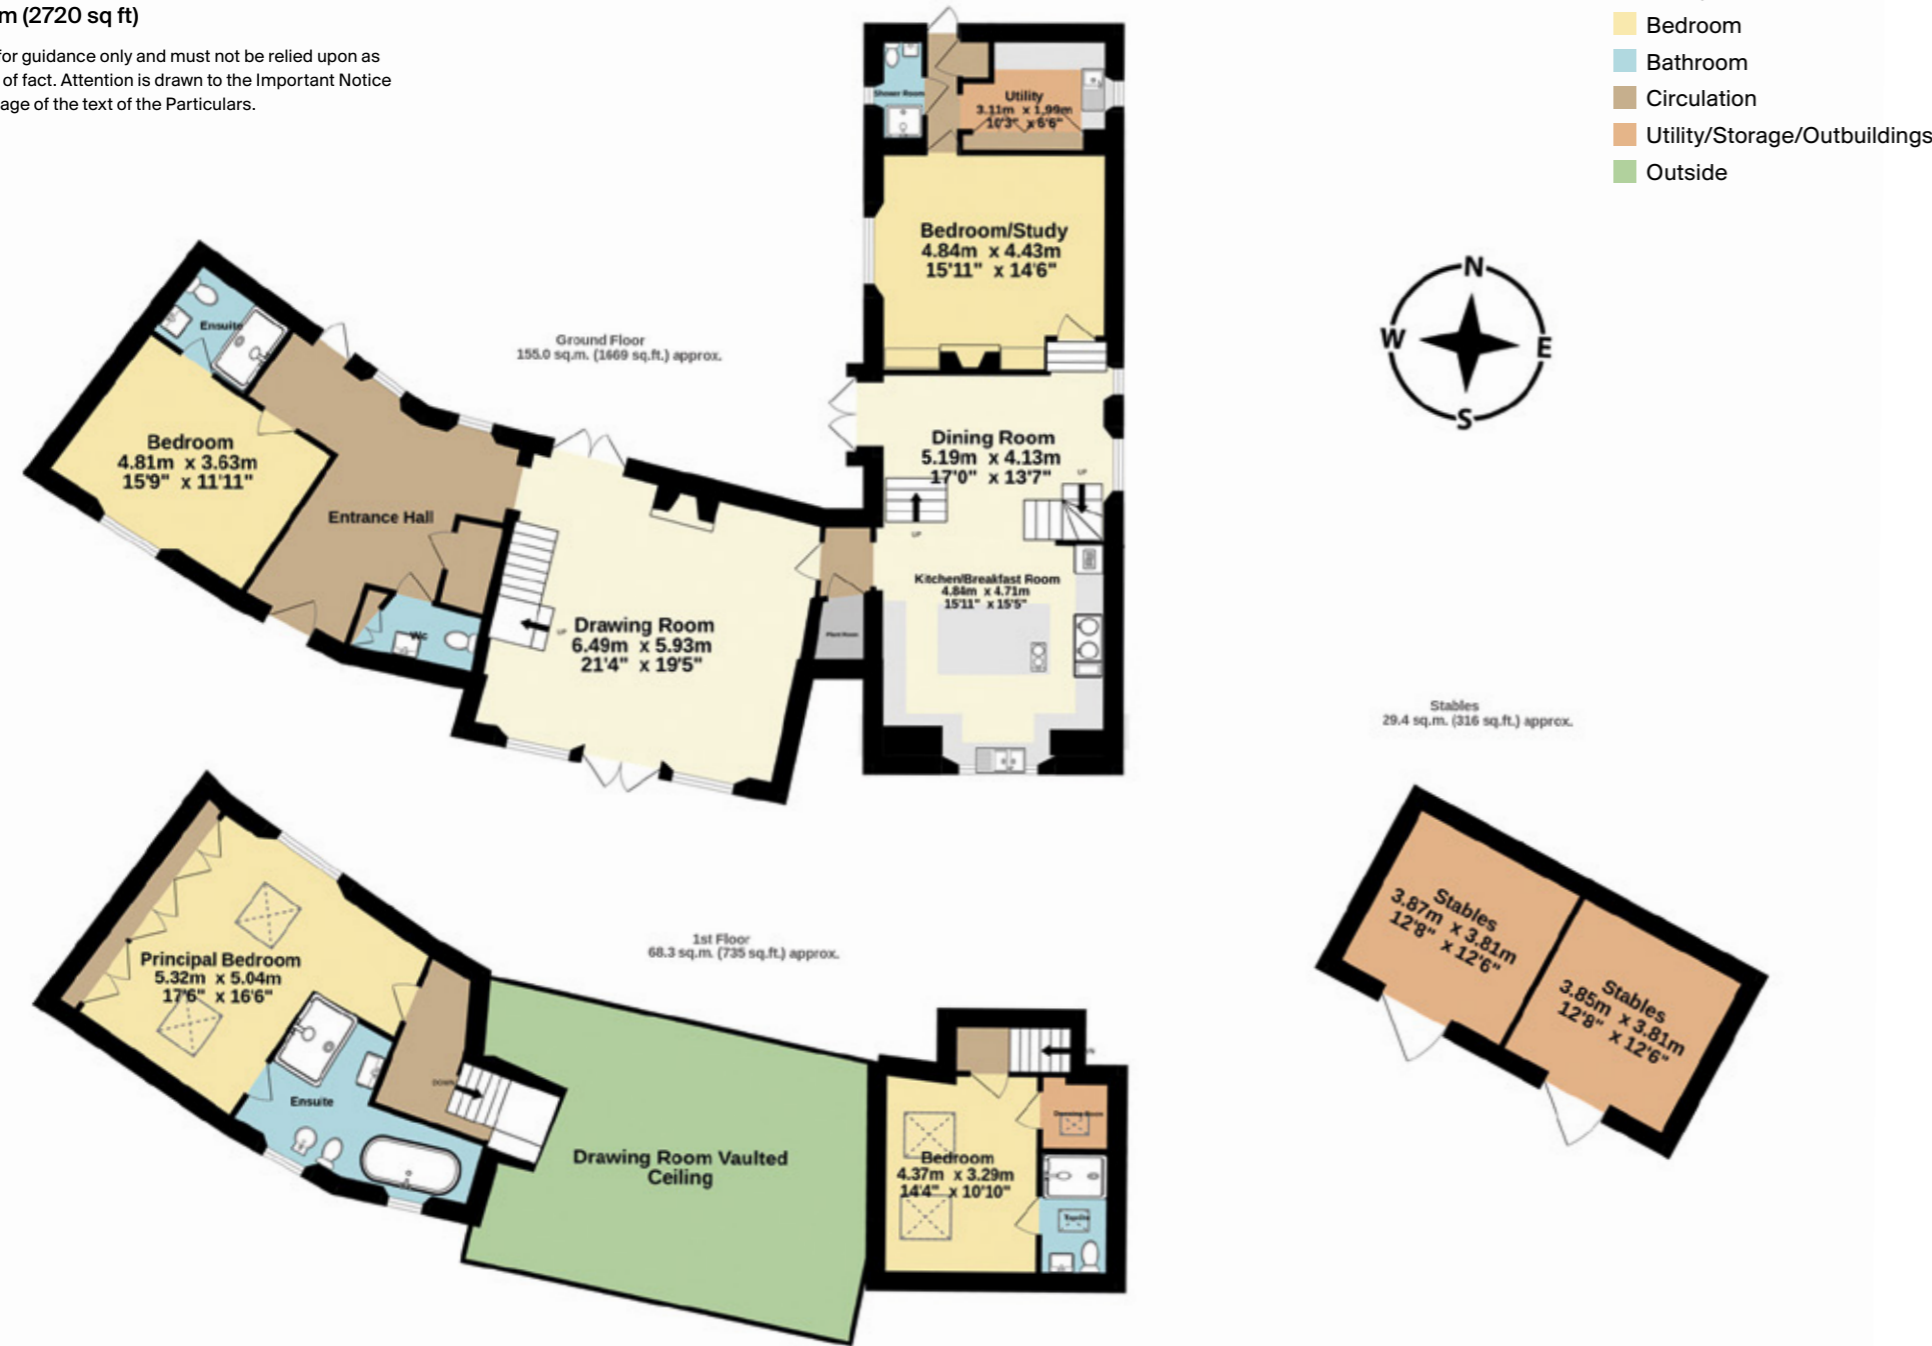 m (2720 sq ft)
for guidance only and must not be relied upon as
of fact. Attention is drawn to the Important Notice
age of the text of the Particulars.
Bedroom
Bathroom
Circulation
Utility/Storage/Outbuildings
Outside
N
W
E
S
Shower Room
Utility
3.11m x 1.99m
10'3" x 6'6"
Bedroom/Study
4.84m x 4.43m
15'11" x 14'6"
Ground Floor
155.0 sq.m. (1669 sq.ft.) approx.
Ensuite
Bedroom
4.81m x 3.63m
15'9" x 11'11"
Entrance Hall
Wc
UP
Drawing Room
6.49m x 5.93m
21'4" x 19'5"
Plant Room
Dining Room
5.19m x 4.13m
17'0" x 13'7"
UP
UP
Kitchen/Breakfast Room
4.84m x 4.71m
15'11" x 15'5"
Stables
29.4 sq.m. (316 sq.ft.) approx.
Stables
3.87m x 3.81m
12'8" x 12'6"
Stables
3.85m x 3.81m
12'8" x 12'6"
1st Floor
68.3 sq.m. (735 sq.ft.) approx.
Principal Bedroom
5.32m x 5.04m
17'6" x 16'6"
Ensuite
DOWN
Drawing Room Vaulted
Ceiling
Bedroom
4.37m x 3.29m
14'4" x 10'10"